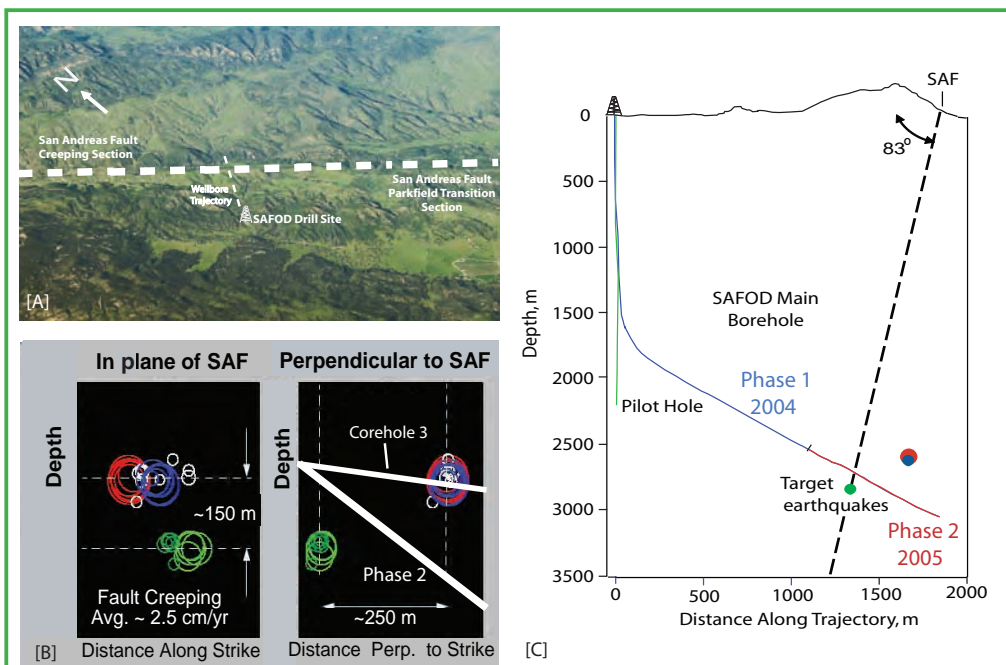 N
San Andreas Fault
Creeping Section
San Andreas Fault
Parkfield Transition
Section
Wellbore
Trajectory
SAFOD Drill Site
[A]
In plane of SAF
Perpendicular to SAF
Depth
Depth
Corehole 3
~150 m
Phase 2
Fault Creeping
Avg. ~ 2.5 cm/yr
~250 m
Distance Along Strike
Distance Perp. to Strike
[B]
SAF
83°
0
500
1000
1500
2000
2500
3000
3500
Depth, m
SAFOD Main
Borehole
Phase 1
2004
Pilot Hole
Target
earthquakes
Phase 2
2005
0
500
1000
1500
2000
Distance Along Trajectory, m
[C]